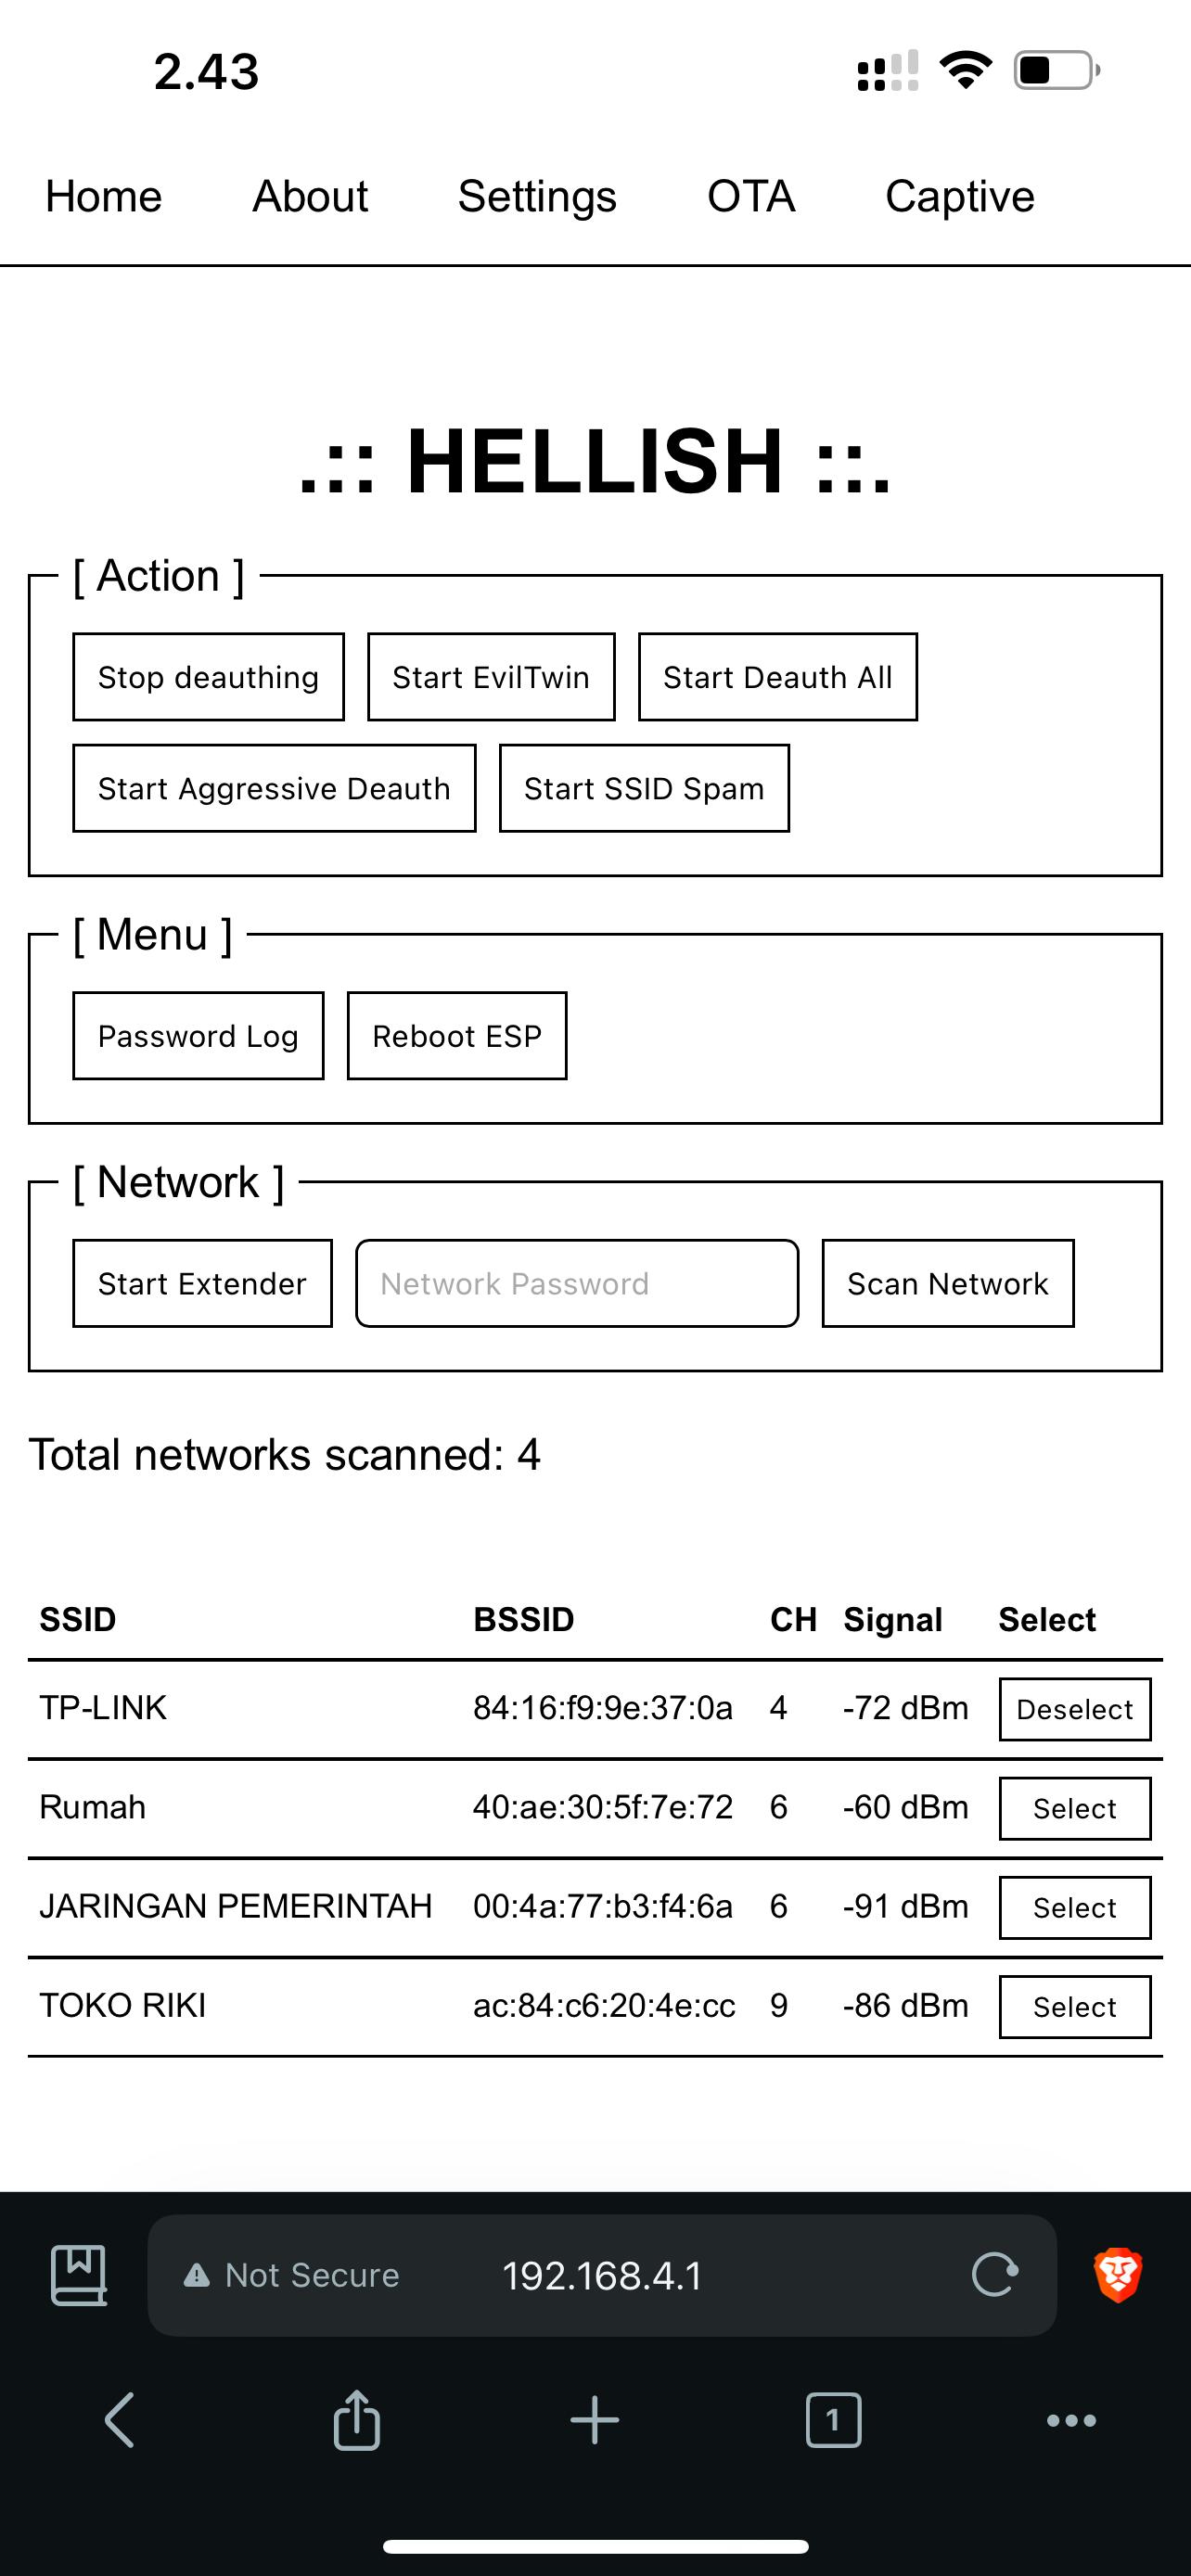 2.43
Home About Settings OTA Captive
.:: HELLISH ::.
[ Action ]
Stop deauthing Start EvilTwin Start Deauth All
Start Aggressive Deauth Start SSID Spam
[ Menu ]
Password Log Reboot ESP
[ Network ]
Start Extender Network Password Scan Network
Total networks scanned: 4
SSID BSSID CH Signal Select
TP-LINK 84:16:f9:9e:37:0a 4 -72 dBm Deselect
Rumah 40:ae:30:5f:7e:72 6 -60 dBm Select
JARINGAN PEMERINTAH 00:4a:77:b3:f4:6a 6 -91 dBm Select
TOKO RIKI ac:84:c6:20:4e:cc 9 -86 dBm Select
Not Secure 192.168.4.1
1